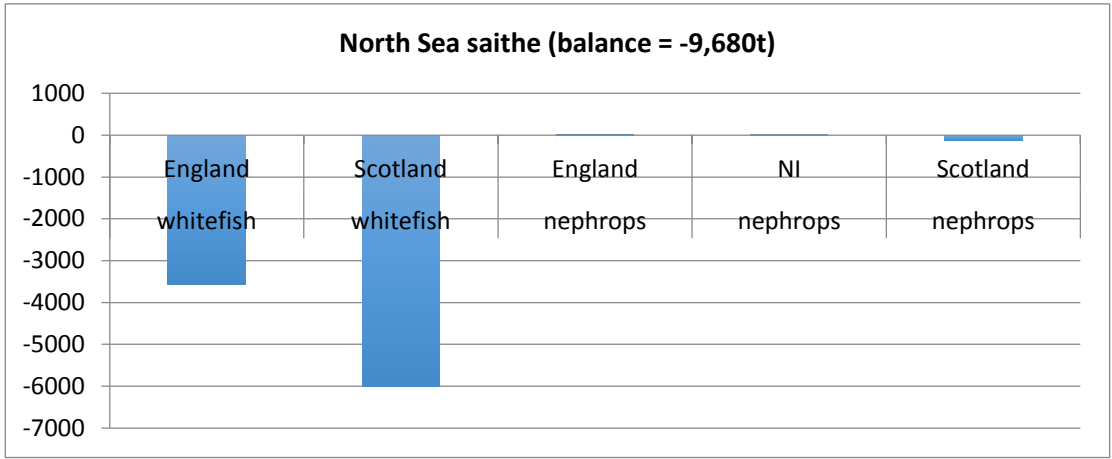 North Sea saithe (balance = -9,680t)
1000
0
-1000
-2000
-3000
-4000
-5000
-6000
-7000
England whitefish
Scotland whitefish
England nephrops
NI nephrops
Scotland nephrops